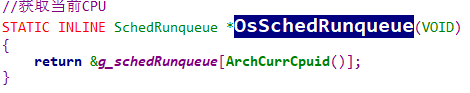 //获取当前CPU
STATIC INLINE SchedRunqueue *OsSchedRunqueue(VOID)
{
    return &g_schedRunqueue[ArchCurrCpuid()];
}